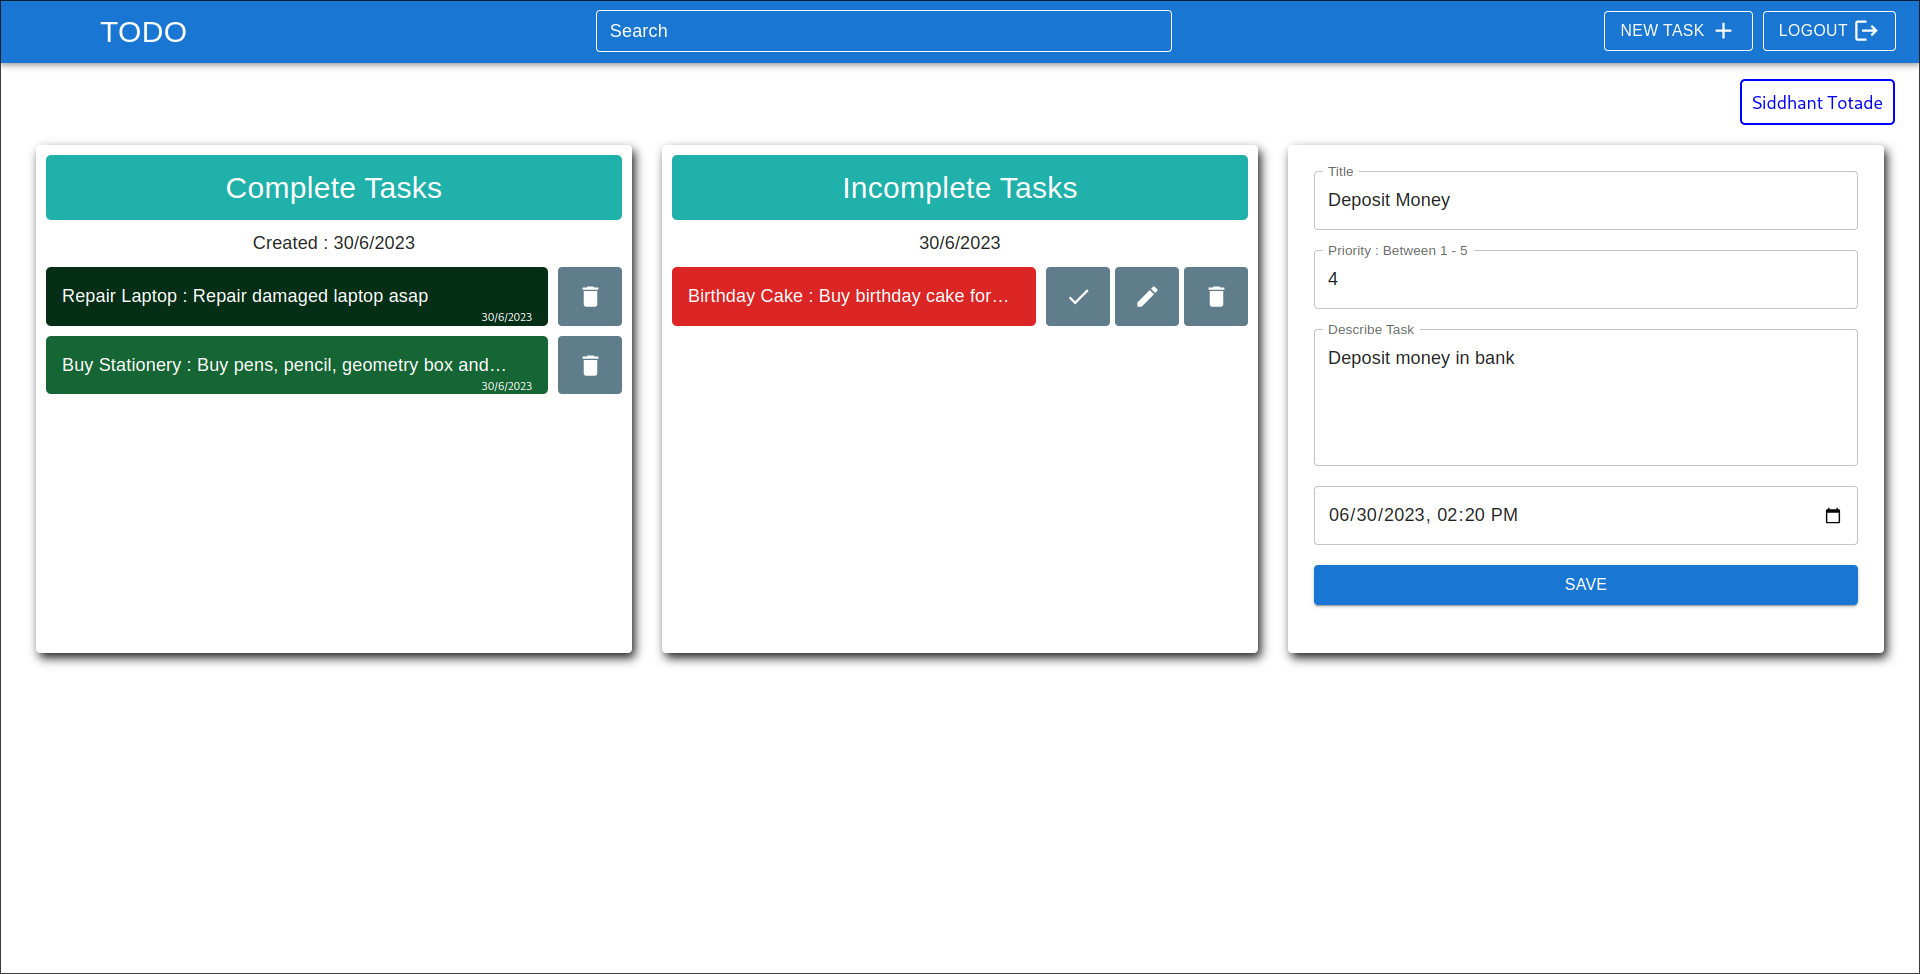 TODO
Search
NEW TASK
LOGOUT
Siddhant Totade
Complete Tasks
Created : 30/6/2023
Repair Laptop : Repair damaged laptop asap
30/6/2023
Buy Stationery : Buy pens, pencil, geometry box and...
30/6/2023
Incomplete Tasks
30/6/2023
Birthday Cake : Buy birthday cake for...
Title
Deposit Money
Priority : Between 1 - 5
4
Describe Task
Deposit money in bank
06/30/2023, 02:20 PM
SAVE